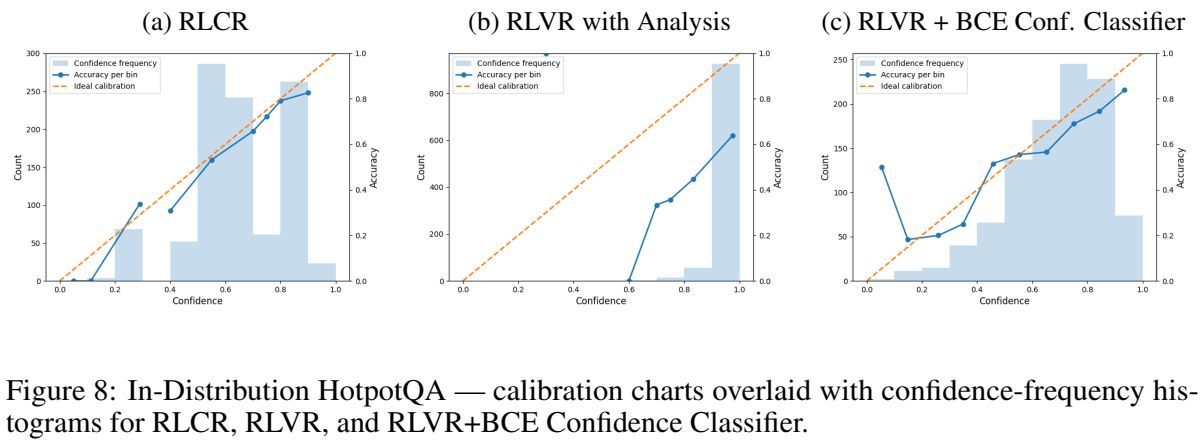 (a) RLCR
(b) RLVR with Analysis
(c) RLVR + BCE Conf. Classifier
Confidence frequency
Accuracy per bin
Ideal calibration
300
250
200
150
100
50
0
Count
1.0
0.8
0.6
0.4
0.2
0.0
Accuracy
0.0 0.2 0.4 0.6 0.8 1.0
Confidence
Confidence frequency
Accuracy per bin
Ideal calibration
800
600
400
200
0
Count
1.0
0.8
0.6
0.4
0.2
0.0
Accuracy
0.0 0.2 0.4 0.6 0.8 1.0
Confidence
Confidence frequency
Accuracy per bin
Ideal calibration
250
200
150
100
50
0
Count
1.0
0.8
0.6
0.4
0.2
0.0
Accuracy
0.0 0.2 0.4 0.6 0.8 1.0
Confidence
Figure 8: In-Distribution HotpotQA — calibration charts overlaid with confidence-frequency his-
tograms for RLCR, RLVR, and RLVR+BCE Confidence Classifier.